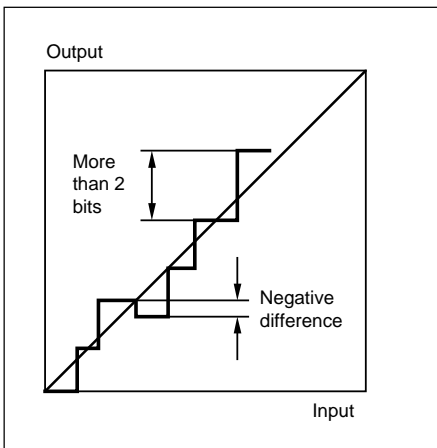 Output
More
than 2
bits
Negative
difference
Input